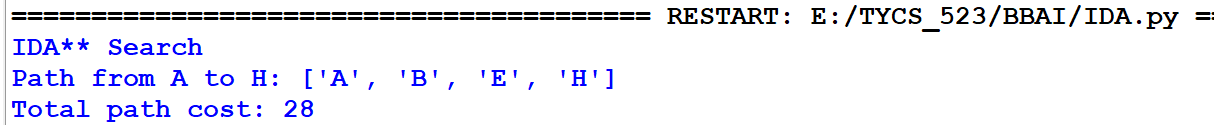 ======================================== RESTART: E:/TYCS_523/BBAI/IDA.py ==
IDA** Search
Path from A to H: ['A', 'B', 'E', 'H']
Total path cost: 28